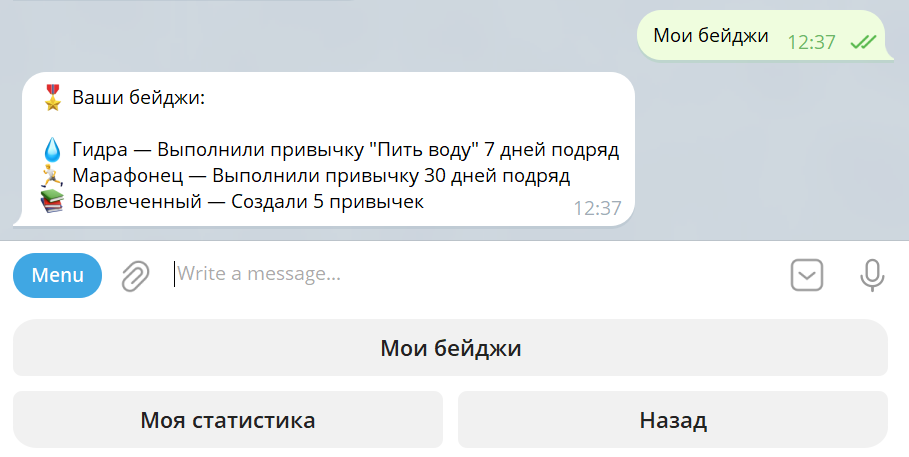 Мои бейджи
12:37
🎖 Ваши бейджи:
💧 Гидра — Выполнили привычку "Пить воду" 7 дней подряд
🏃 Марафонец — Выполнили привычку 30 дней подряд
📚 Вовлеченный — Создали 5 привычек
12:37
Menu
Write a message...
Мои бейджи
Моя статистика
Назад